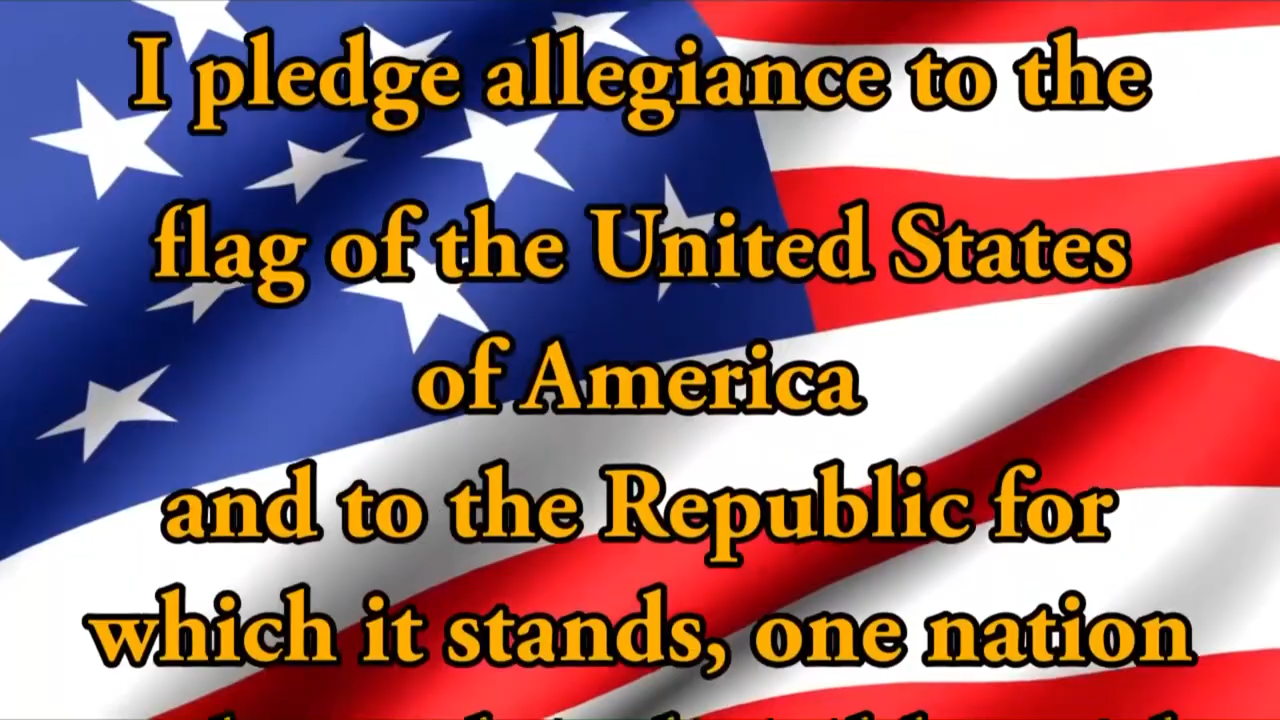 I pledge allegiance to the
flag of the United States
of America
and to the Republic for
which it stands, one nation